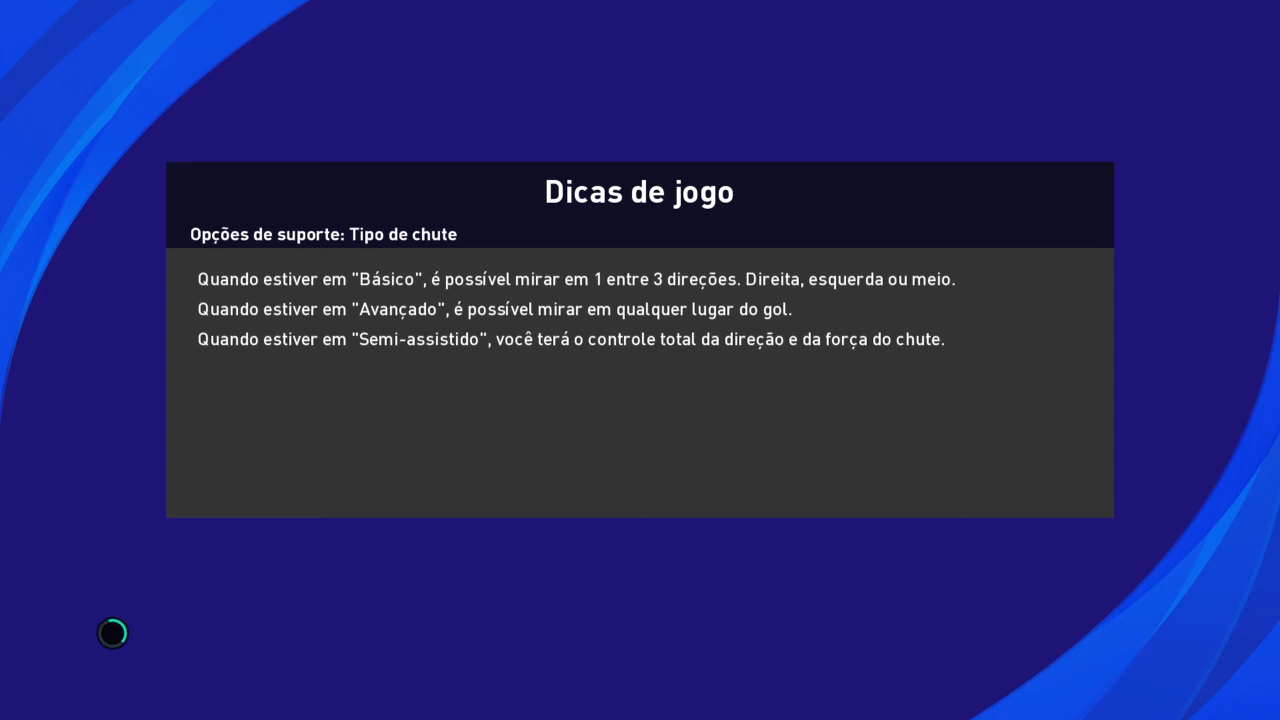 Dicas de jogo
Opções de suporte: Tipo de chute
Quando estiver em "Básico", é possível mirar em 1 entre 3 direções. Direita, esquerda ou meio.
Quando estiver em "Avançado", é possível mirar em qualquer lugar do gol.
Quando estiver em "Semi-assistido", você terá o controle total da direção e da força do chute.